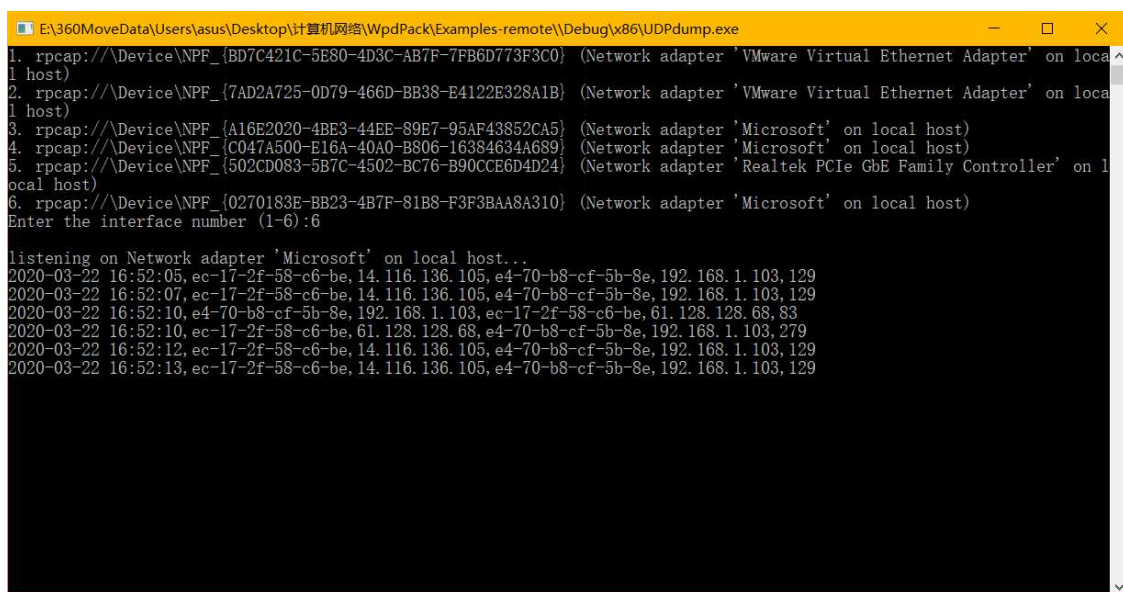 E:\360MoveData\Users\asus\Desktop\计算机网络\WpdPack\Examples-remote\\Debug\x86\UDPdump.exe
1. rpcap://\Device\NPF_{BD7C421C-5E80-4D3C-AB7F-7FB6D773F3C0} (Network adapter 'VMware Virtual Ethernet Adapter' on loca
l host)
2. rpcap://\Device\NPF_{7AD2A725-0D79-466D-BB38-E4122E328A1B} (Network adapter 'VMware Virtual Ethernet Adapter' on loca
l host)
3. rpcap://\Device\NPF_{A16E2020-4BE3-44EE-89E7-95AF43852CA5} (Network adapter 'Microsoft' on local host)
4. rpcap://\Device\NPF_{C047A500-E16A-40A0-B806-16384634A689} (Network adapter 'Microsoft' on local host)
5. rpcap://\Device\NPF_{502CD083-5B7C-4502-BC76-B90CCE6D4D24} (Network adapter 'Realtek PCIe GbE Family Controller' on l
ocal host)
6. rpcap://\Device\NPF_{0270183E-BB23-4B7F-81B8-F3F3BAA8A310} (Network adapter 'Microsoft' on local host)
Enter the interface number (1-6):6
listening on Network adapter 'Microsoft' on local host...
2020-03-22 16:52:05,ec-17-2f-58-c6-be,14.116.136.105,e4-70-b8-cf-5b-8e,192.168.1.103,129
2020-03-22 16:52:07,ec-17-2f-58-c6-be,14.116.136.105,e4-70-b8-cf-5b-8e,192.168.1.103,129
2020-03-22 16:52:10,e4-70-b8-cf-5b-8e,192.168.1.103,ec-17-2f-58-c6-be,61.128.128.68,83
2020-03-22 16:52:10,ec-17-2f-58-c6-be,61.128.128.68,e4-70-b8-cf-5b-8e,192.168.1.103,279
2020-03-22 16:52:12,ec-17-2f-58-c6-be,14.116.136.105,e4-70-b8-cf-5b-8e,192.168.1.103,129
2020-03-22 16:52:13,ec-17-2f-58-c6-be,14.116.136.105,e4-70-b8-cf-5b-8e,192.168.1.103,129